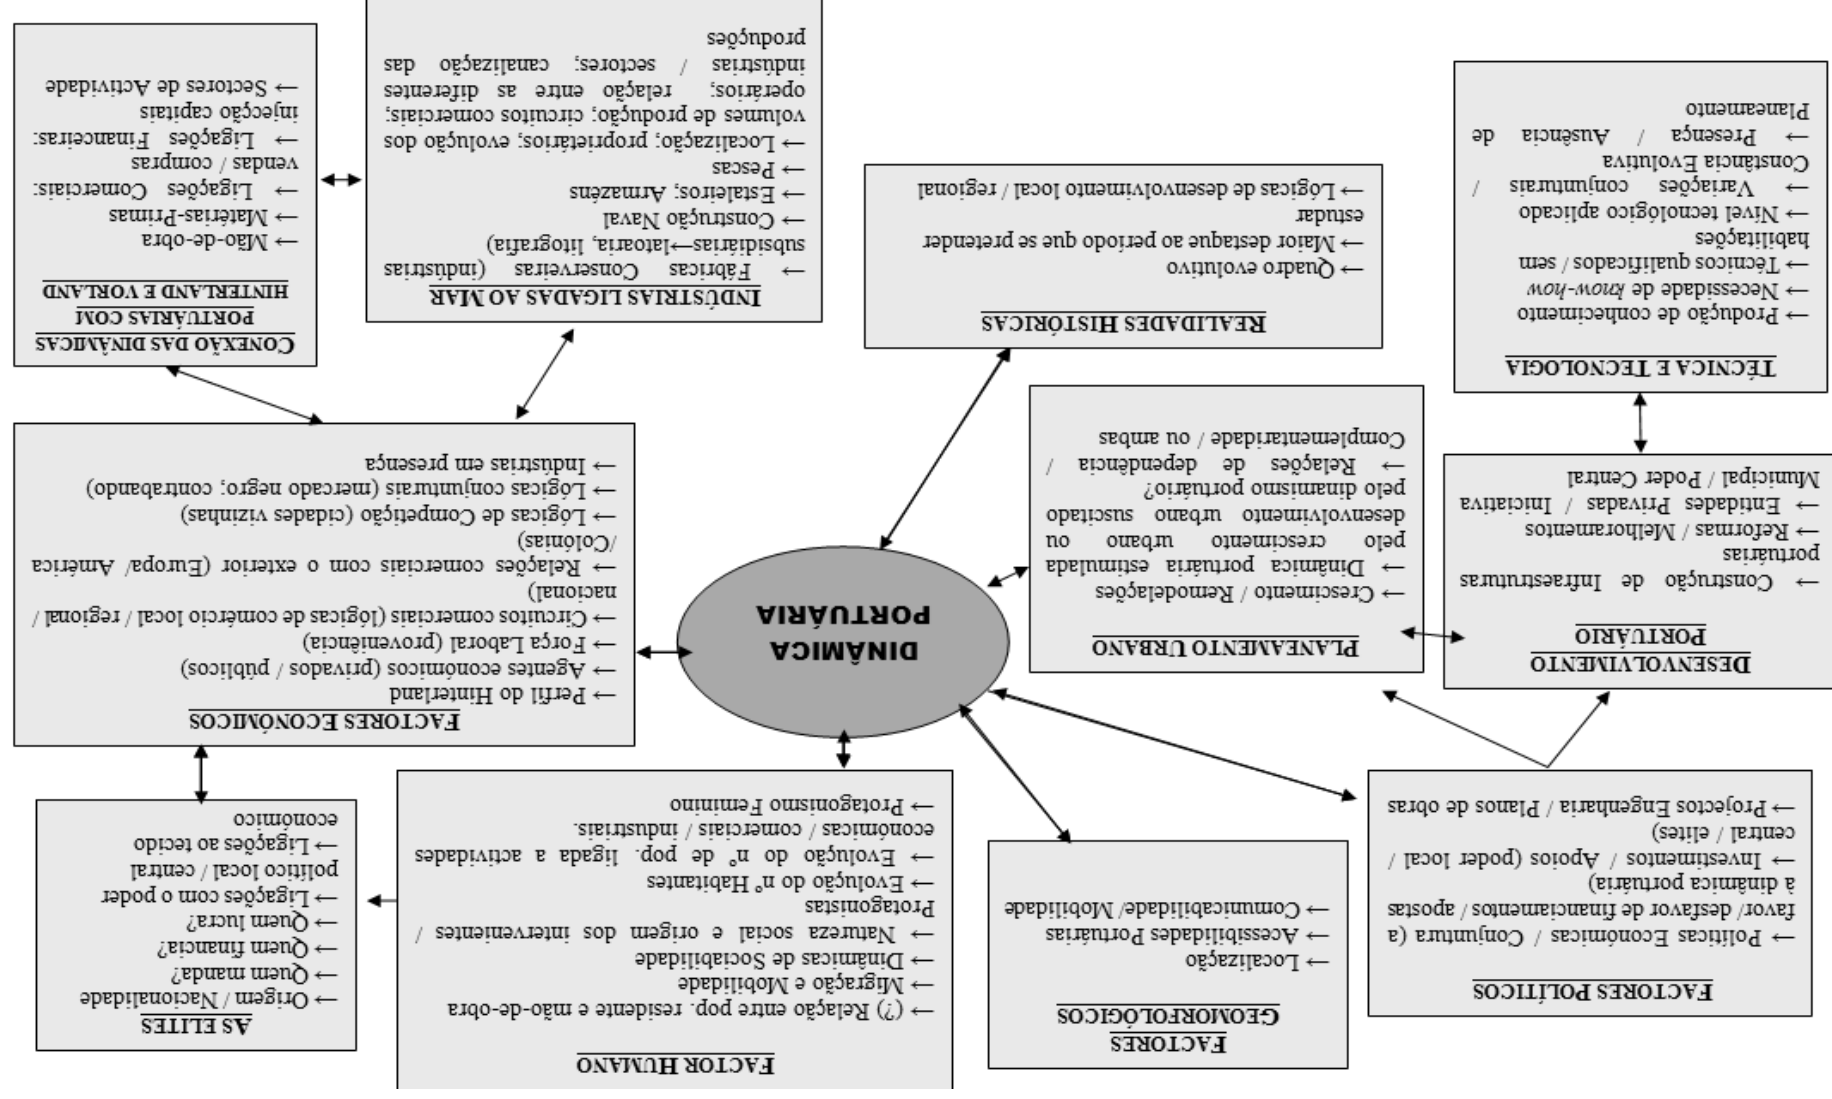 FACTORES POLÍTICOS
→ Políticas Económicas / Conjuntura (a
favor/ desfavor de financiamentos / apostas
à dinâmica portuária)
→ Investimentos / Apoios (poder local /
central / elites)
→ Projectos Engenharia / Planos de obras
FACTORES
GEOMORFOLÓGICOS
→ Localização
→ Acessibilidades Portuárias
→ Comunicabilidade/ Mobilidade
FACTOR HUMANO
→ (?) Relação entre pop. residente e mão-de-obra
→ Migração e Mobilidade
→ Dinâmicas de Sociabilidade
→ Natureza social e origem dos intervenientes /
Protagonistas
→ Evolução do nº Habitantes
→ Evolução do nº de pop. ligada a actividades
económicas / comerciais / industriais.
→ Protagonismo Feminino
AS ELITES
→ Origem / Nacionalidade
→ Quem manda?
→ Quem financia?
→ Quem lucra?
→ Ligações com o poder
político local / central
→ Ligações ao tecido
económico
DESENVOLVIMENTO
PORTUÁRIO
→ Construção de Infraestruturas
portuárias
→ Reformas / Melhoramentos
→ Entidades Privadas / Iniciativa
Municipal / Poder Central
PLANEAMENTO URBANO
→ Crescimento / Remodelações
→ Dinâmica portuária estimulada
pelo crescimento urbano ou
desenvolvimento urbano suscitado
pelo dinamismo portuário?
→ Relações de dependência /
Complementaridade / ou ambas
DINÂMICA
PORTUÁRIA
FACTORES ECONÓMICOS
→ Perfil do Hinterland
→ Agentes económicos (privados / públicos)
→ Força Laboral (proveniência)
→ Circuitos comerciais (lógicas de comércio local / regional /
nacional)
→ Relações comerciais com o exterior (Europa/ América
/Colónias)
→ Lógicas de Competição (cidades vizinhas)
→ Lógicas conjunturais (mercado negro; contrabando)
→ Indústrias em presença
TÉCNICA E TECNOLOGIA
→ Produção de conhecimento
→ Necessidade de know-how
→ Técnicos qualificados / sem
habilitações
→ Nível tecnológico aplicado
→ Variações conjunturais /
Constância Evolutiva
→ Presença / Ausência de
Planeamento
REALIDADES HISTÓRICAS
→ Quadro evolutivo
→ Maior destaque ao período que se pretender
estudar
→ Lógicas de desenvolvimento local / regional
INDÚSTRIAS LIGADAS AO MAR
→ Fábricas Conserveiras (indústrias
subsidiárias→latoaria, litografia)
→ Construção Naval
→ Estaleiros; Armazéns
→ Pescas
→ Localização; proprietários; evolução dos
volumes de produção; circuitos comerciais;
operários; relação entre as diferentes
indústrias / sectores; canalização das
produções
CONEXÃO DAS DINÂMICAS
PORTUÁRIAS COM
HINTERLAND E VORLAND
→ Mão-de-obra
→ Matérias-Primas
→ Ligações Comerciais:
vendas / compras
→ Ligações Financeiras:
injecção capitais
→ Sectores de Actividade